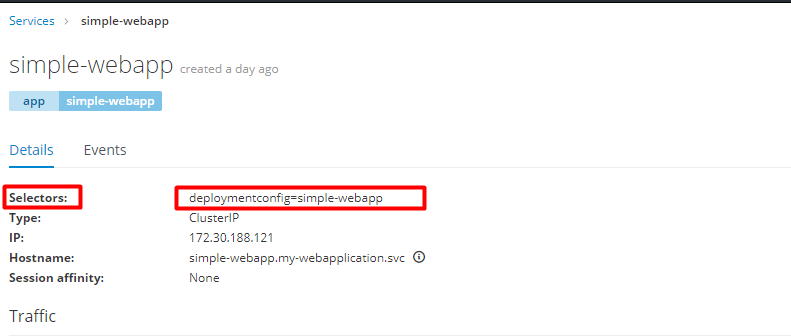 Services > simple-webapp
simple-webapp created a day ago
app simple-webapp
Details Events
Selectors: deploymentconfig=simple-webapp
Type: ClusterIP
IP: 172.30.188.121
Hostname: simple-webapp.my-webapplication.svc
Session affinity: None
Traffic